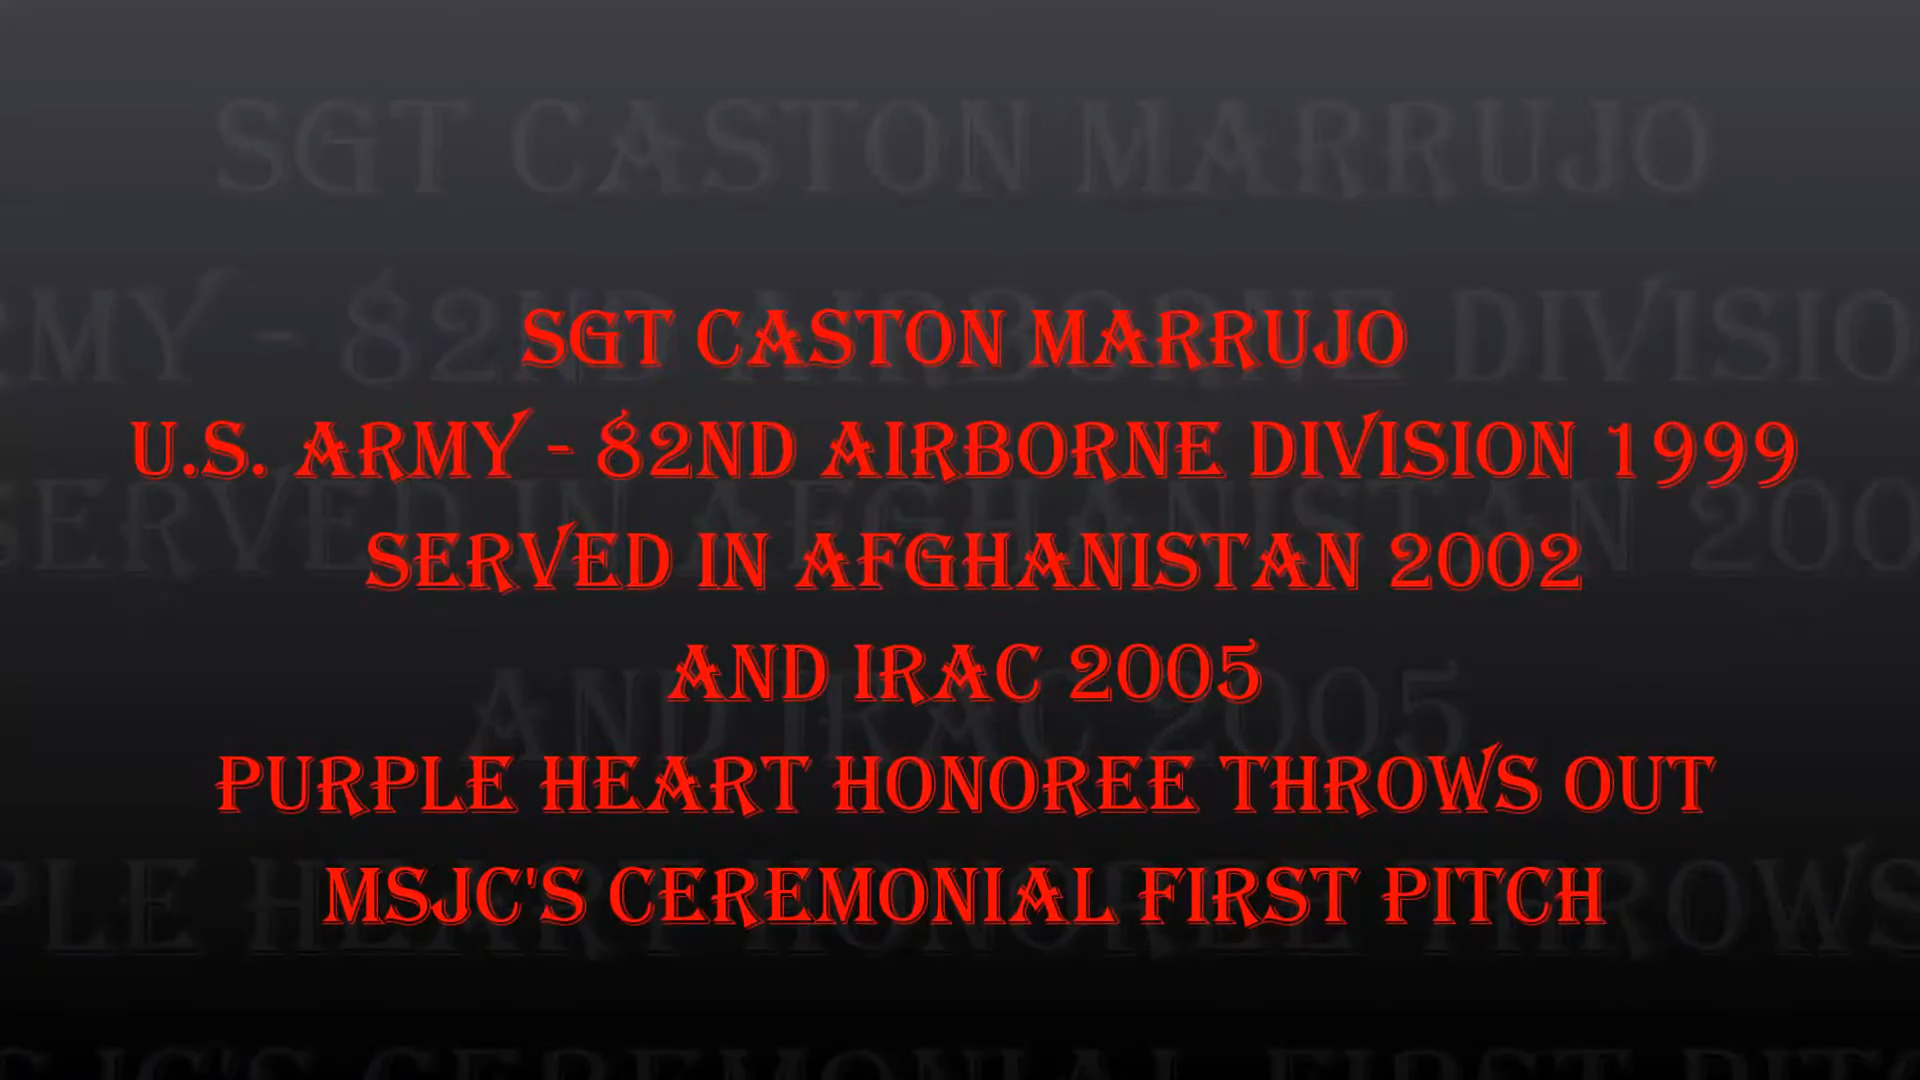 SGT CASTON MARRUJO
U.S. ARMY - 82ND AIRBORNE DIVISION 1999
SERVED IN AFGHANISTAN 2002
AND IRAC 2005
PURPLE HEART HONOREE THROWS OUT
MSJC'S CEREMONIAL FIRST PITCH